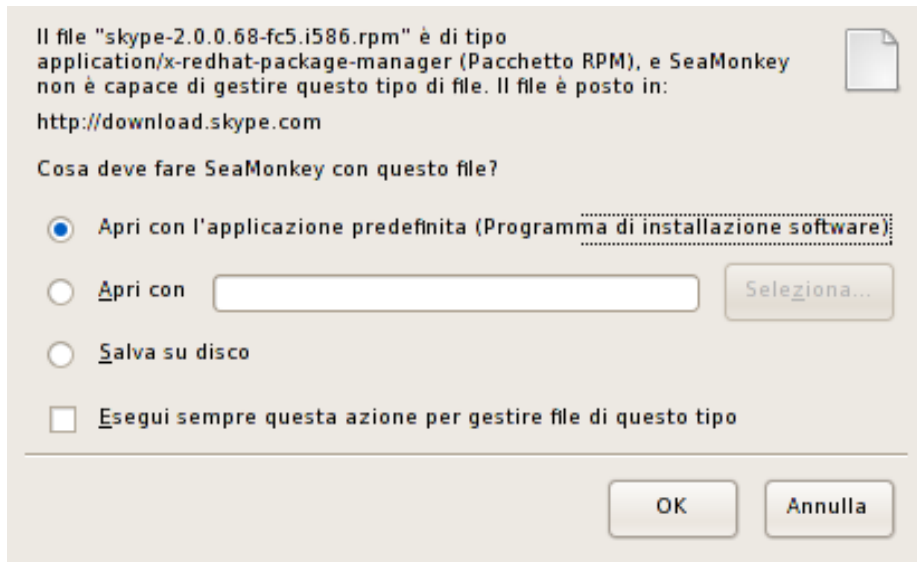 Il file "skype-2.0.0.68-fc5.i586.rpm" è di tipo
application/x-redhat-package-manager (Pacchetto RPM), e SeaMonkey
non è capace di gestire questo tipo di file. Il file è posto in:
http://download.skype.com
Cosa deve fare SeaMonkey con questo file?
Apri con l'applicazione predefinita (Programma di installazione software)
Apri con
Seleziona...
Salva su disco
Esegui sempre questa azione per gestire file di questo tipo
OK
Annulla